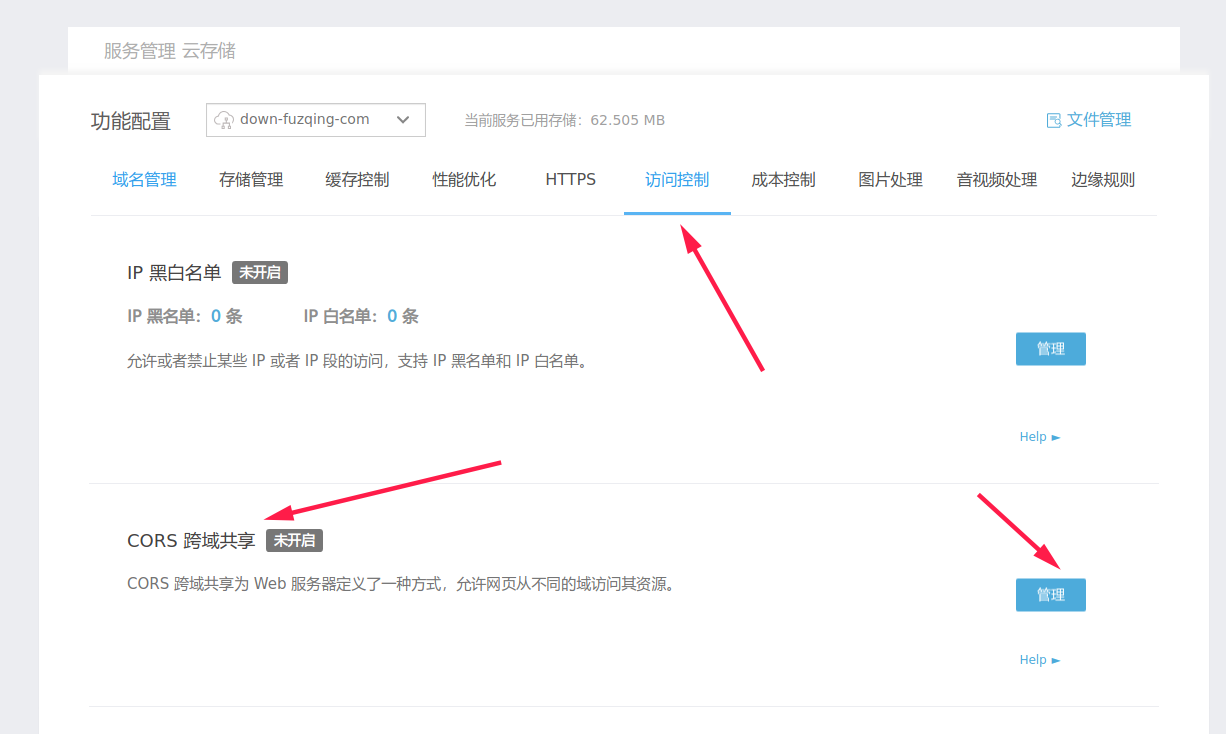 服务管理 云存储
功能配置 down-fuzqing-com 当前服务已用存储：62.505 MB 文件管理
域名管理 存储管理 缓存控制 性能优化 HTTPS 访问控制 成本控制 图片处理 音视频处理 边缘规则
IP 黑白名单 未开启
IP 黑名单：0 条 IP 白名单：0 条
管理
允许或者禁止某些 IP 或者 IP 段的访问，支持 IP 黑名单和 IP 白名单。
Help ►
CORS 跨域共享 未开启
CORS 跨域共享为 Web 服务器定义了一种方式，允许网页从不同的域访问其资源。
管理
Help ►